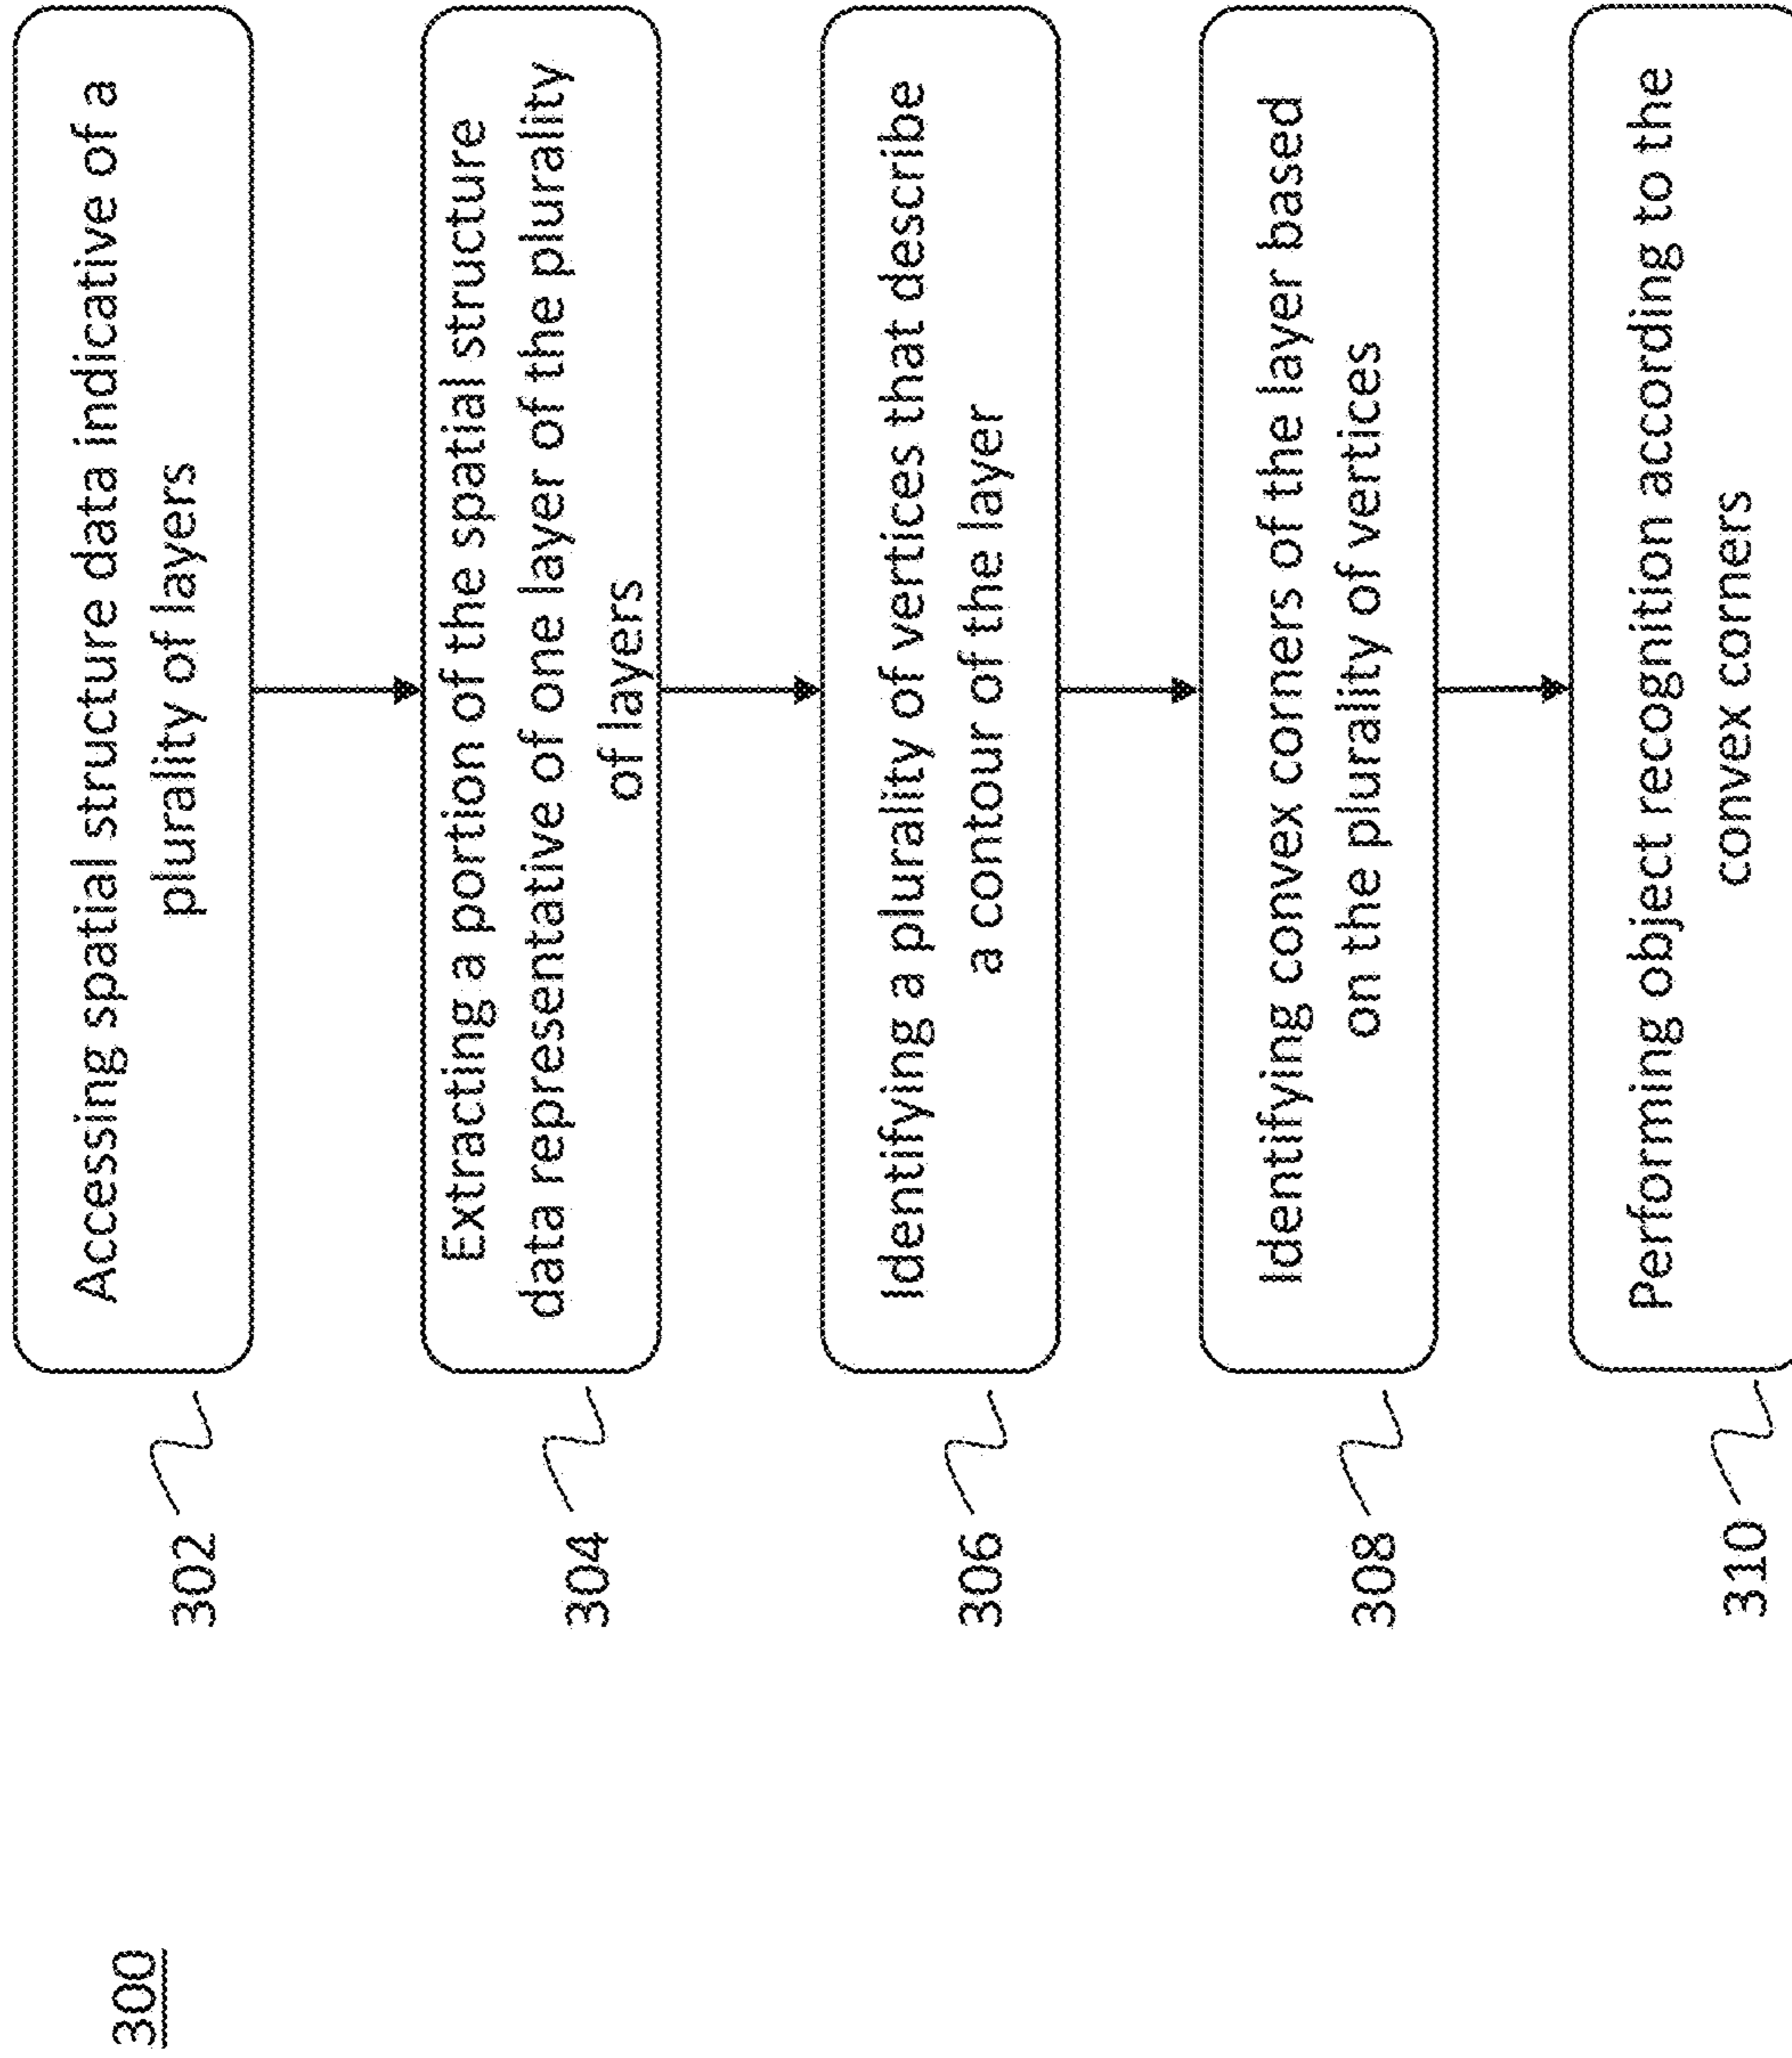 300
302
Accessing spatial structure data indicative of a
plurality of layers
304
Extracting a portion of the spatial structure
data representative of one layer of the plurality
of layers
306
Identifying a plurality of vertices that describe
a contour of the layer
308
Identifying convex corners of the layer based
on the plurality of vertices
310
Performing object recognition according to the
convex corners